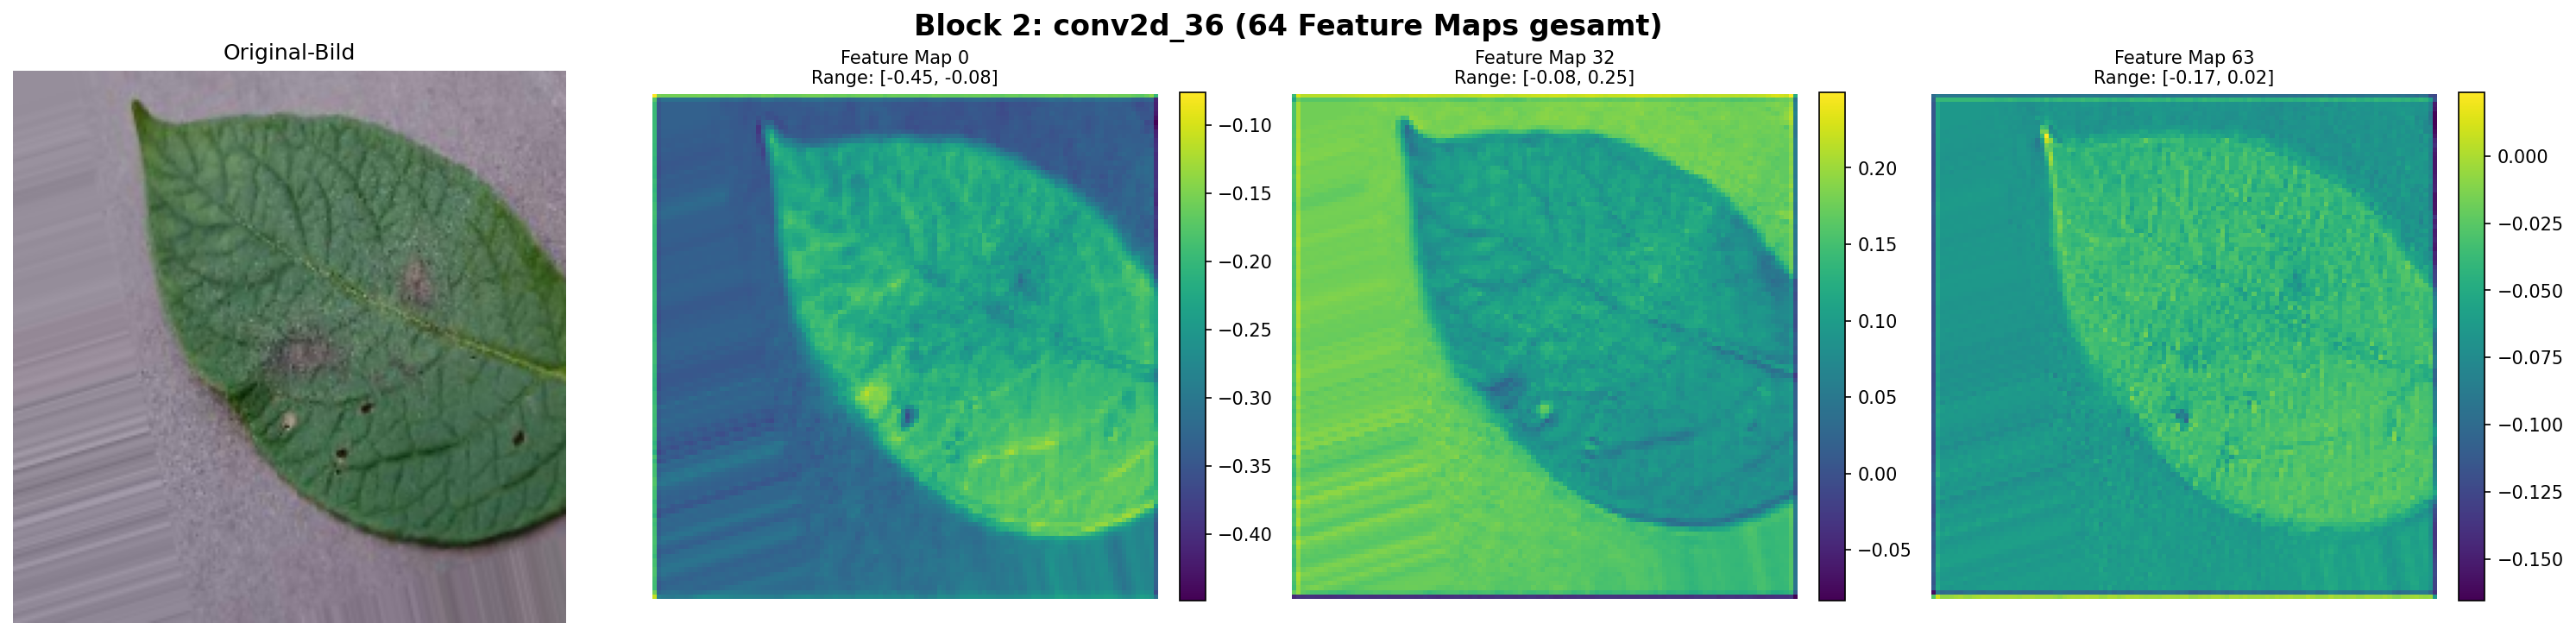 Block 2: conv2d_36 (64 Feature Maps gesamt)
Original-Bild
Feature Map 0
Range: [-0.45, -0.08]
−0.10
−0.15
−0.20
−0.25
−0.30
−0.35
−0.40
Feature Map 32
Range: [-0.08, 0.25]
0.20
0.15
0.10
0.05
0.00
−0.05
Feature Map 63
Range: [-0.17, 0.02]
0.000
−0.025
−0.050
−0.075
−0.100
−0.125
−0.150